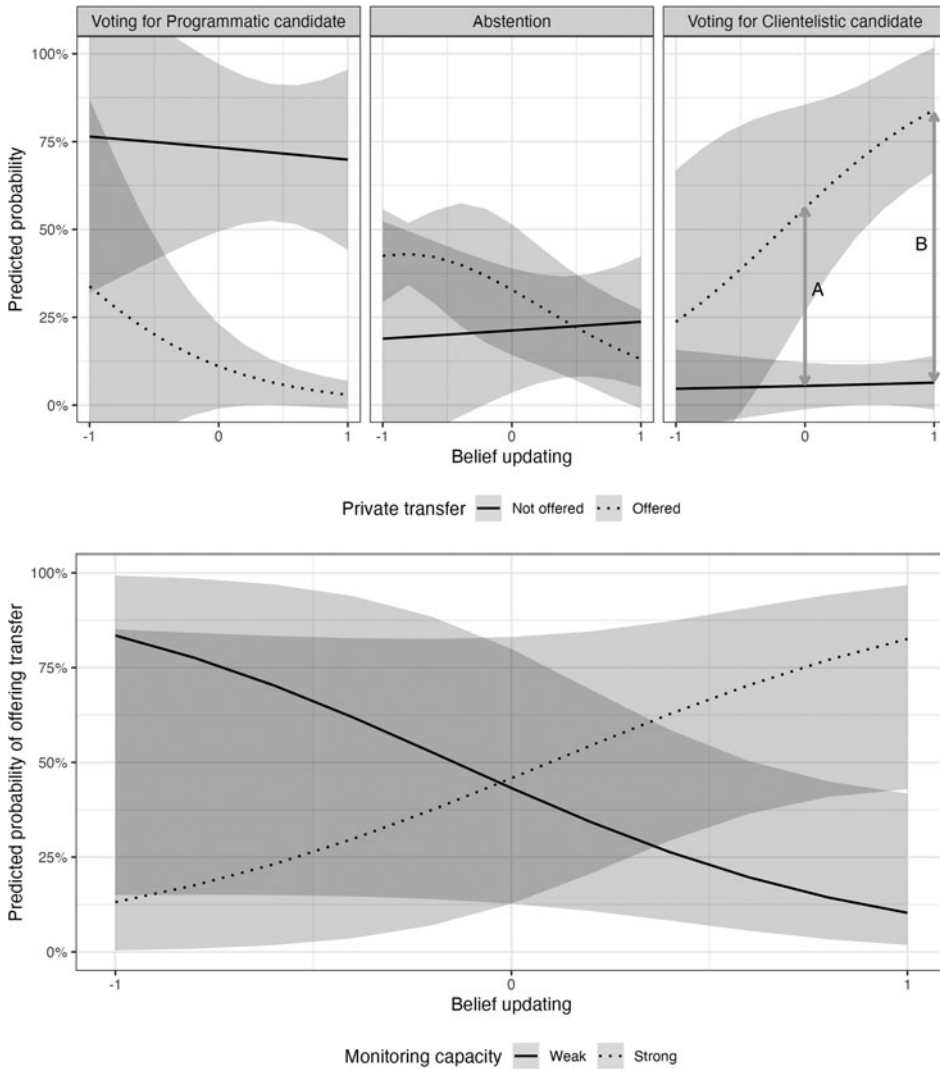 Voting for Programmatic candidate
Abstention
Voting for Clientelistic candidate
Predicted probability
100%
75%
50%
25%
0%
A
B
-1 0 1 -1 0 1 -1 0 1
Belief updating
Private transfer Not offered Offered
Predicted probability of offering transfer
100%
75%
50%
25%
0%
-1 0 1
Belief updating
Monitoring capacity Weak Strong